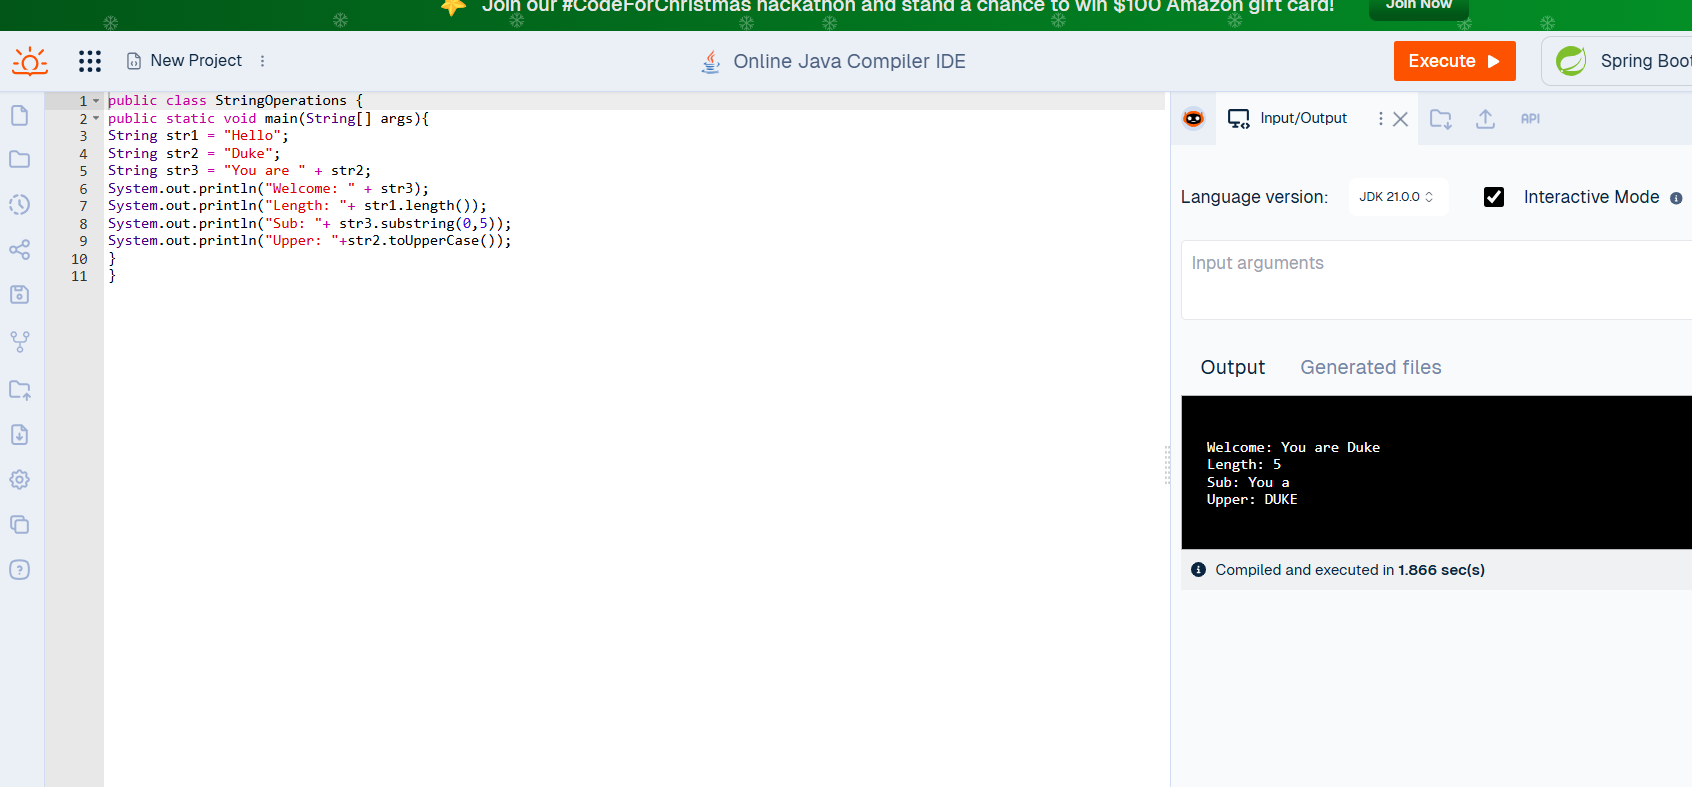 Join our #CodeForChristmas hackathon and stand a chance to win $100 Amazon gift card!
Join Now
New Project
Online Java Compiler IDE
Execute
Spring Boot
1 public class StringOperations {
2 public static void main(String[] args){
3 String str1 = "Hello";
4 String str2 = "Duke";
5 String str3 = "You are " + str2;
6 System.out.println("Welcome: " + str3);
7 System.out.println("Length: "+ str1.length());
8 System.out.println("Sub: "+ str3.substring(0,5));
9 System.out.println("Upper: "+str2.toUpperCase());
10 }
11 }
Input/Output
API
Language version:
JDK 21.0.0
Interactive Mode
Input arguments
Output
Generated files
Welcome: You are Duke
Length: 5
Sub: You a
Upper: DUKE
Compiled and executed in 1.866 sec(s)